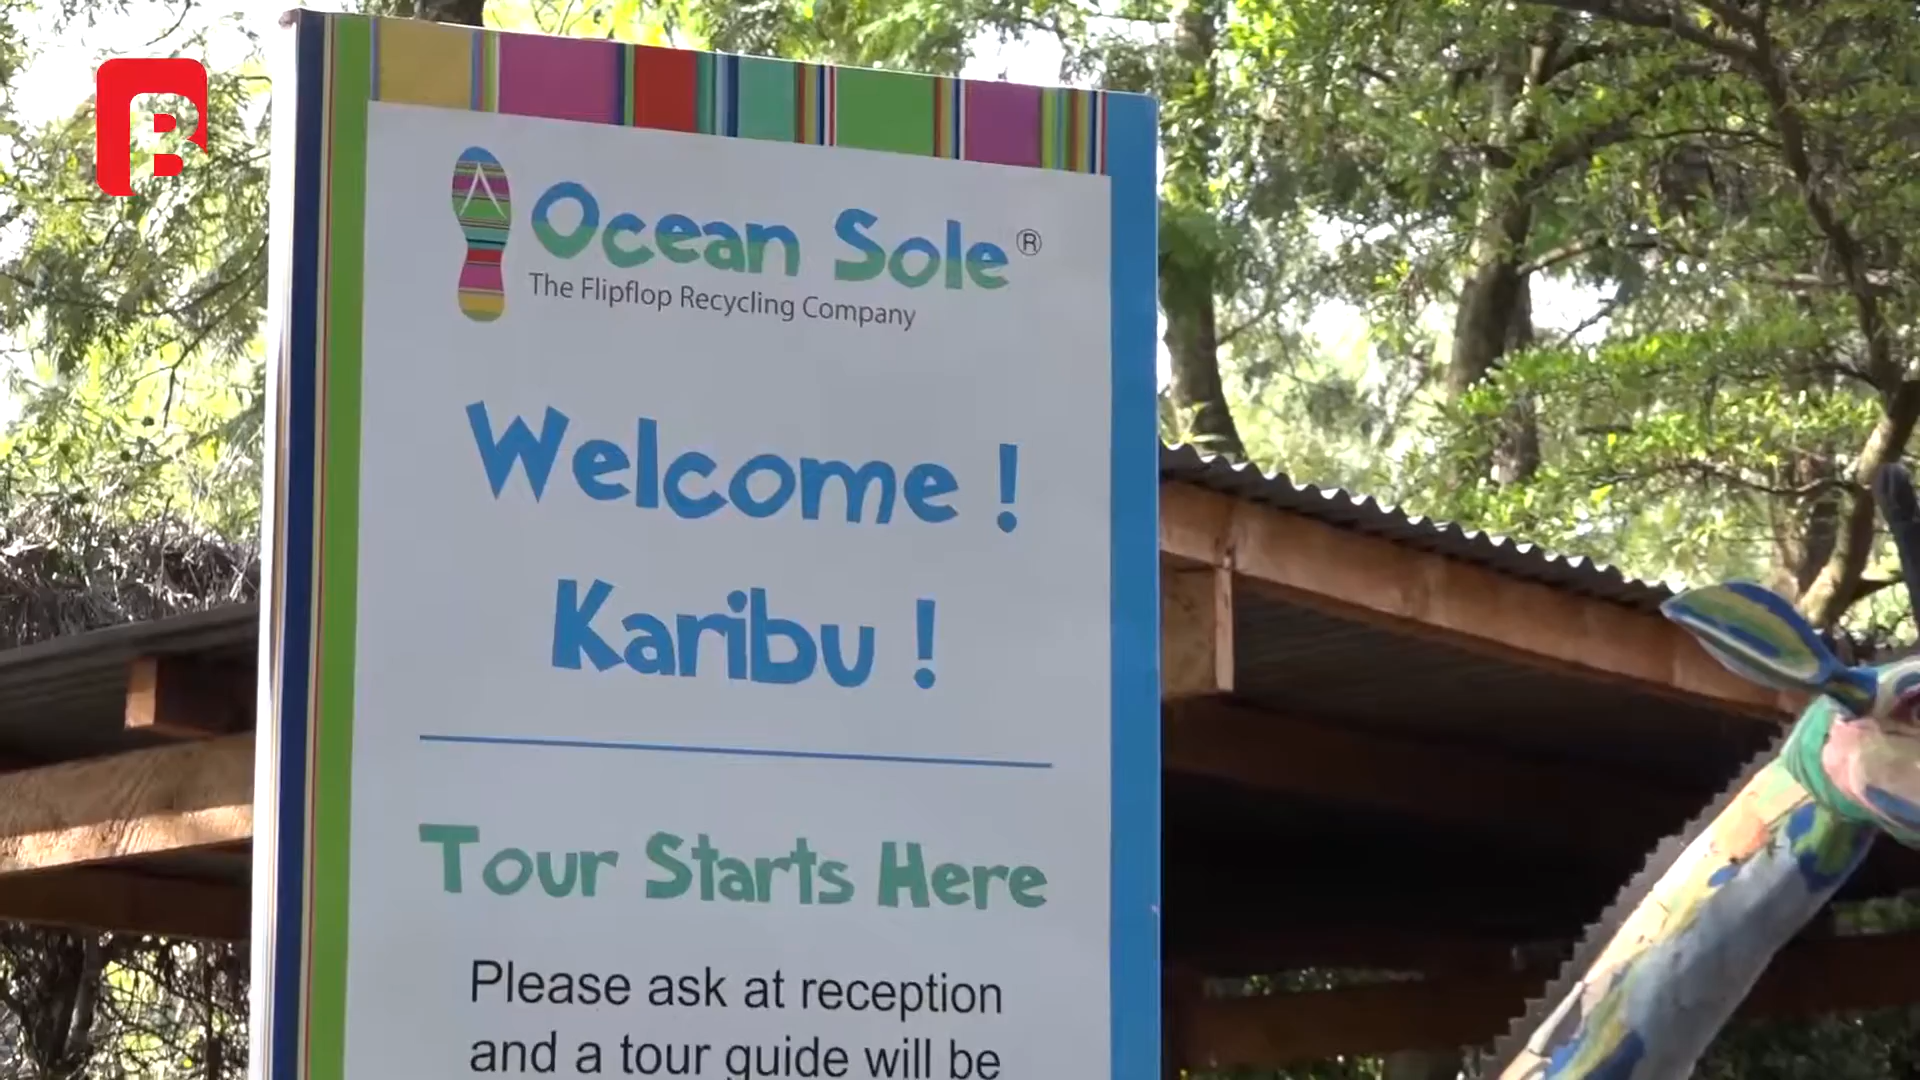 B
Ocean Sole®
The Flipflop Recycling Company
Welcome !
Karibu !
Tour Starts Here
Please ask at reception
and a tour guide will be